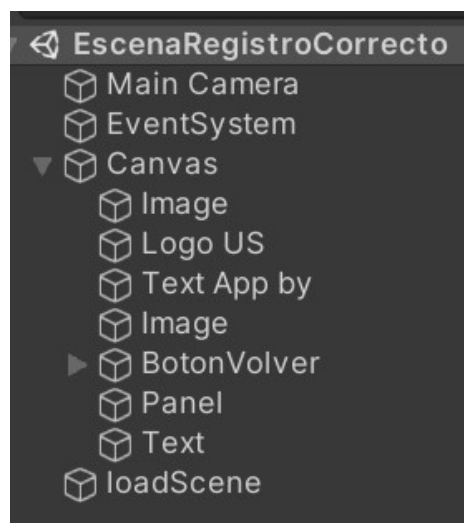 EscenaRegistroCorrecto
Main Camera
EventSystem
Canvas
Image
Logo US
Text App by
Image
BotonVolver
Panel
Text
loadScene